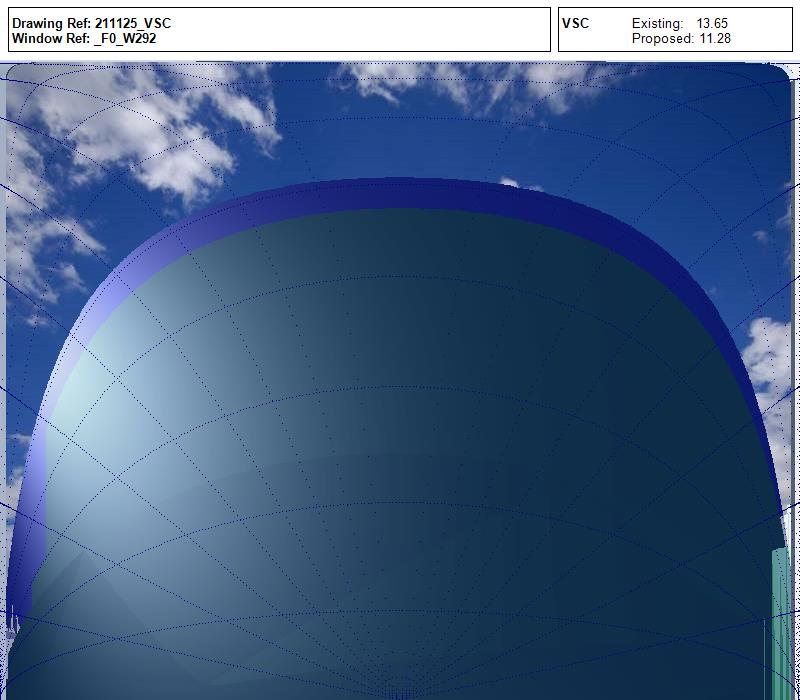 Drawing Ref: 211125_VSC
Window Ref: _F0_W292
VSC Existing: 13.65
Proposed: 11.28